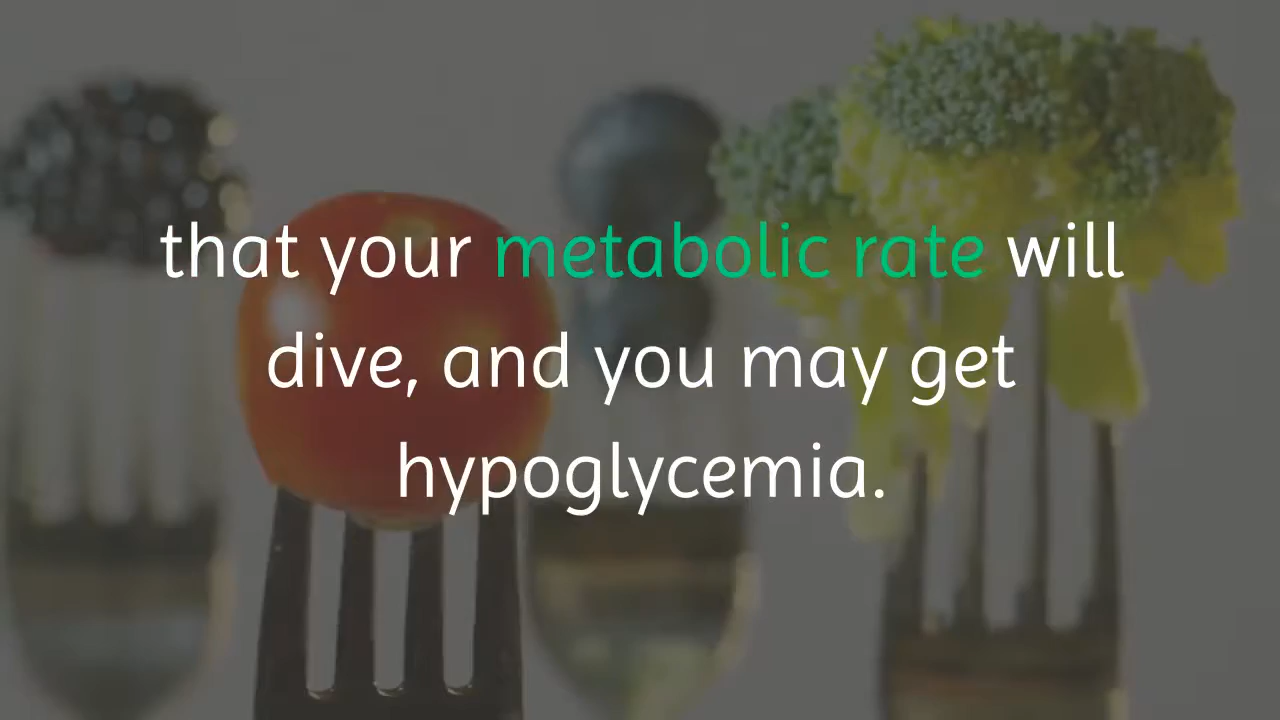 that your metabolic rate will
dive, and you may get
hypoglycemia.